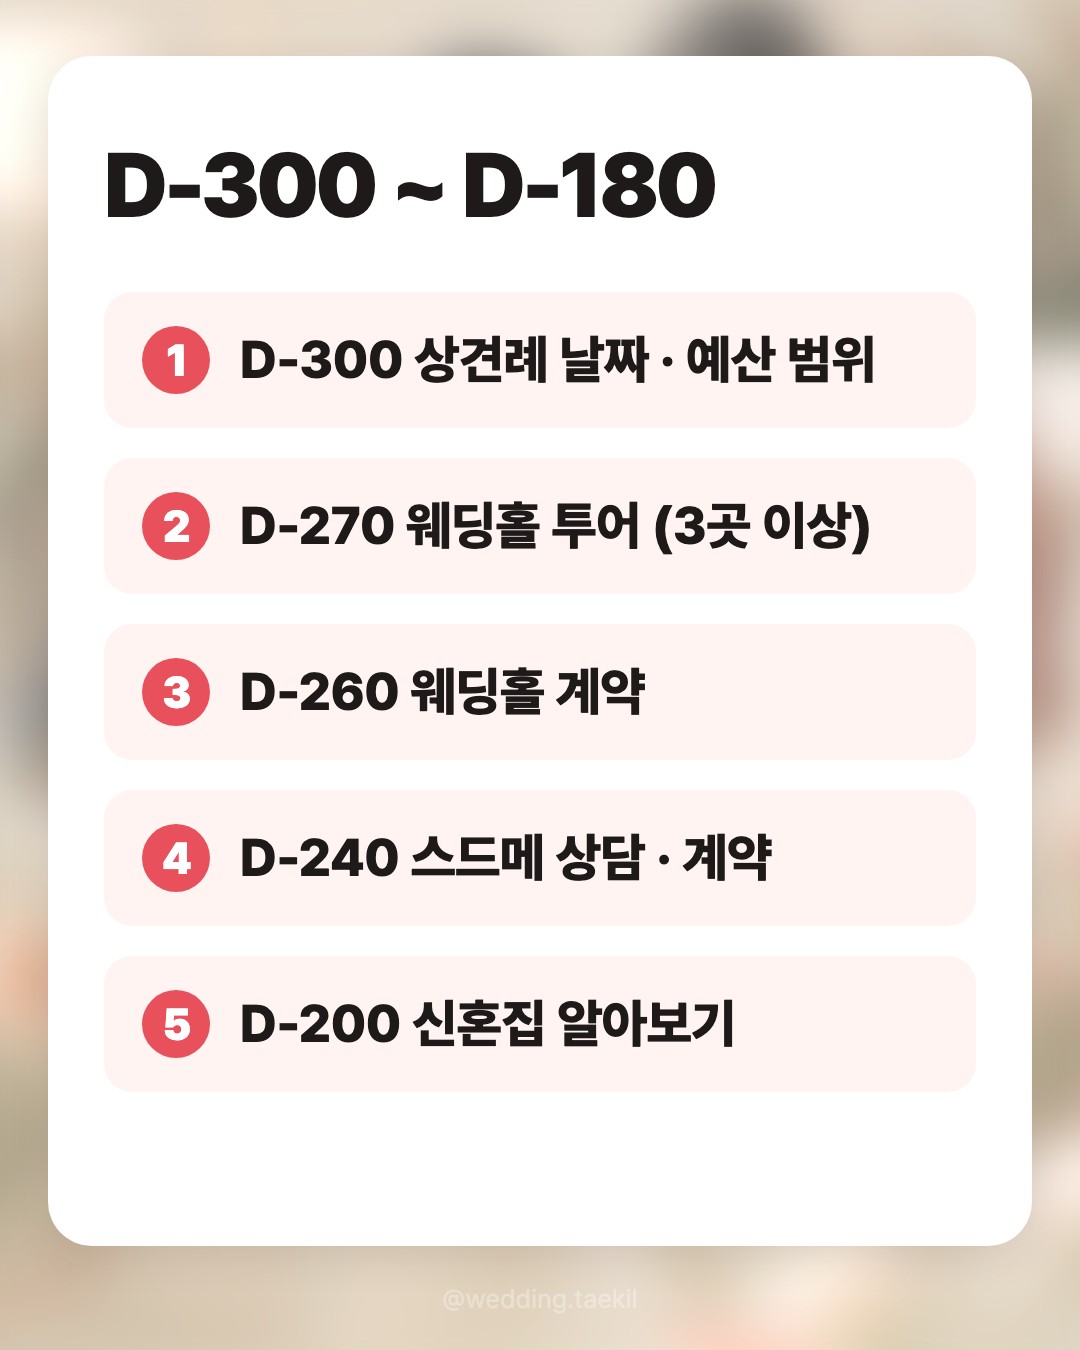 D-300 ~ D-180
1 D-300 상견례 날짜 · 예산 범위
2 D-270 웨딩홀 투어 (3곳 이상)
3 D-260 웨딩홀 계약
4 D-240 스드메 상담 · 계약
5 D-200 신혼집 알아보기
@wedding.taekil